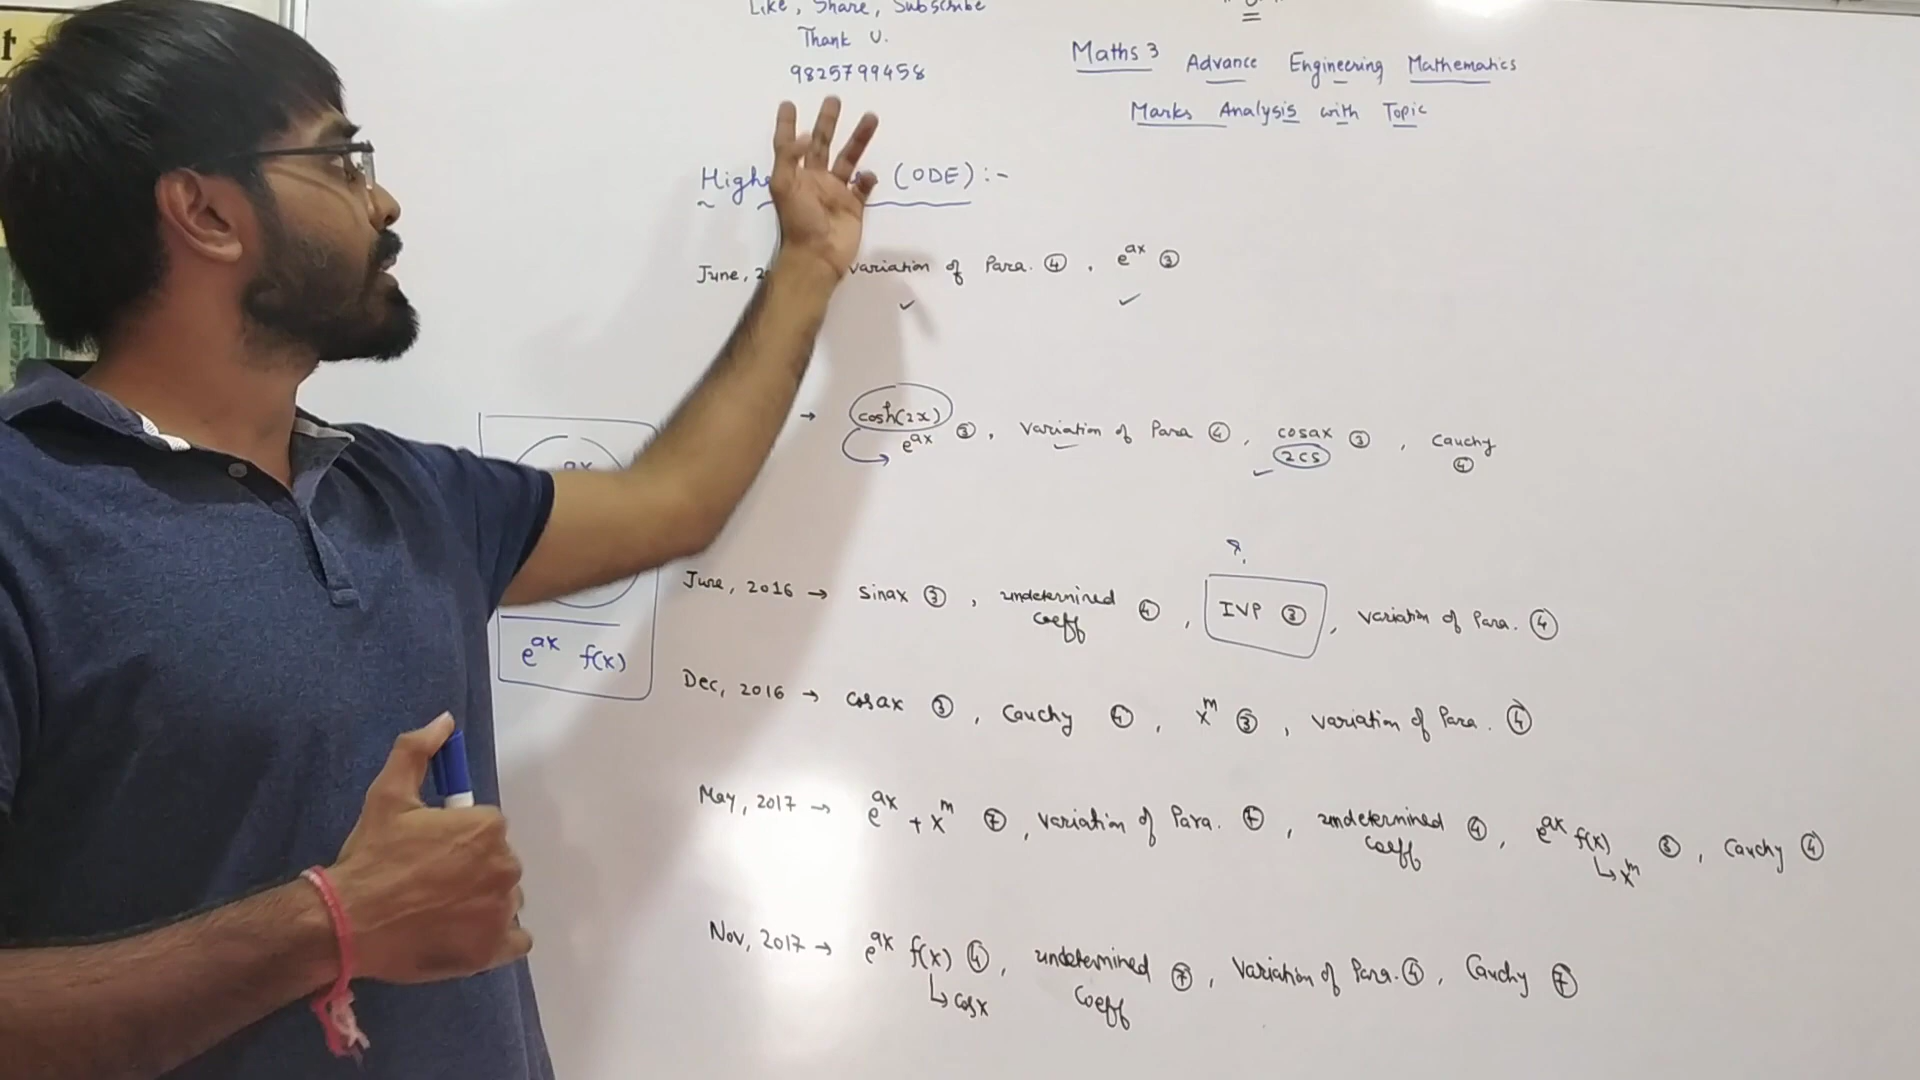 Like, Share, Subscribe
Thank U.
9825799458
Maths 3 Advance Engineering Mathematics
Marks Analysis with Topic
(ODE):-
June, variation of Para. ④, e^ax ③
→ cosh(2x) ③, variation of Para ④, cosax ③, Cauchy ④
e^ax
2CS
June, 2016 → sinax ③, undetermined coeff ④, IVP ③, variation of Para. ④
Dec, 2016 → cosax ③, Cauchy ④, x^m ③, variation of Para. ④
May, 2017 → e^ax + x^m ⑦, variation of Para. ⑦, undetermined coeff ④, e^ax f(x) ③, Cauchy ④
↳ x^m
Nov, 2017 → e^ax f(x) ④, undetermined coeff ⑦, variation of Para. ④, Cauchy ⑦
↳ cosx
ax
e^ax f(x)